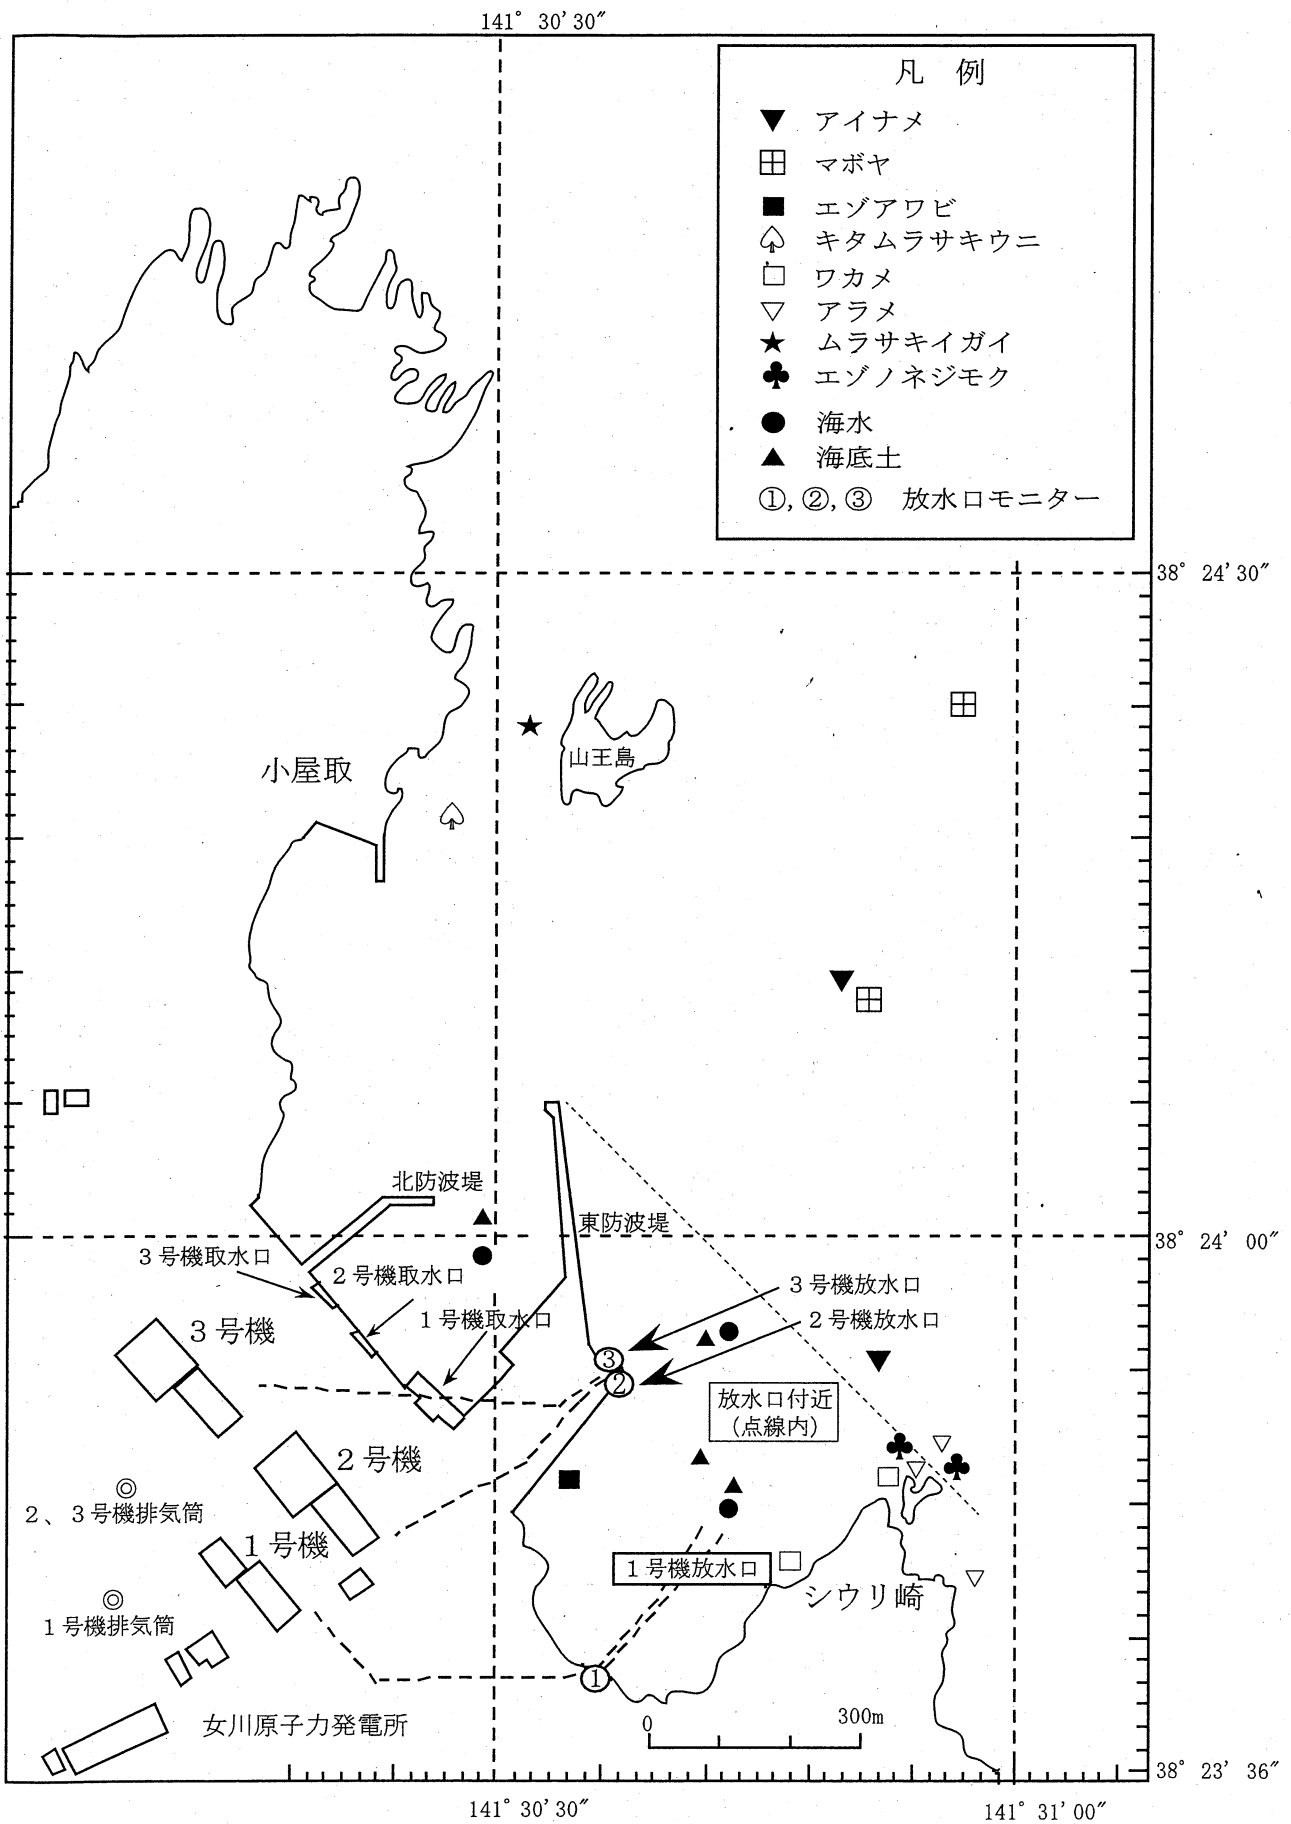 141° 30′30″
凡 例
アイナメ
マボヤ
エゾアワビ
キタムラサキウニ
ワカメ
アラメ
ムラサキイガイ
エゾノネジモク
海水
海底土
①, ②, ③ 放水口モニター
38° 24′30″
山王島
小屋取
北防波堤
東防波堤
38° 24′00″
3号機取水口
2号機取水口
1号機取水口
3号機放水口
2号機放水口
3号機
③
②
放水口付近
(点線内)
2号機
2、3号機排気筒
1号機
1号機放水口
シウリ崎
1号機排気筒
①
女川原子力発電所
0 300m
38° 23′36″
141° 30′30″
141° 31′00″